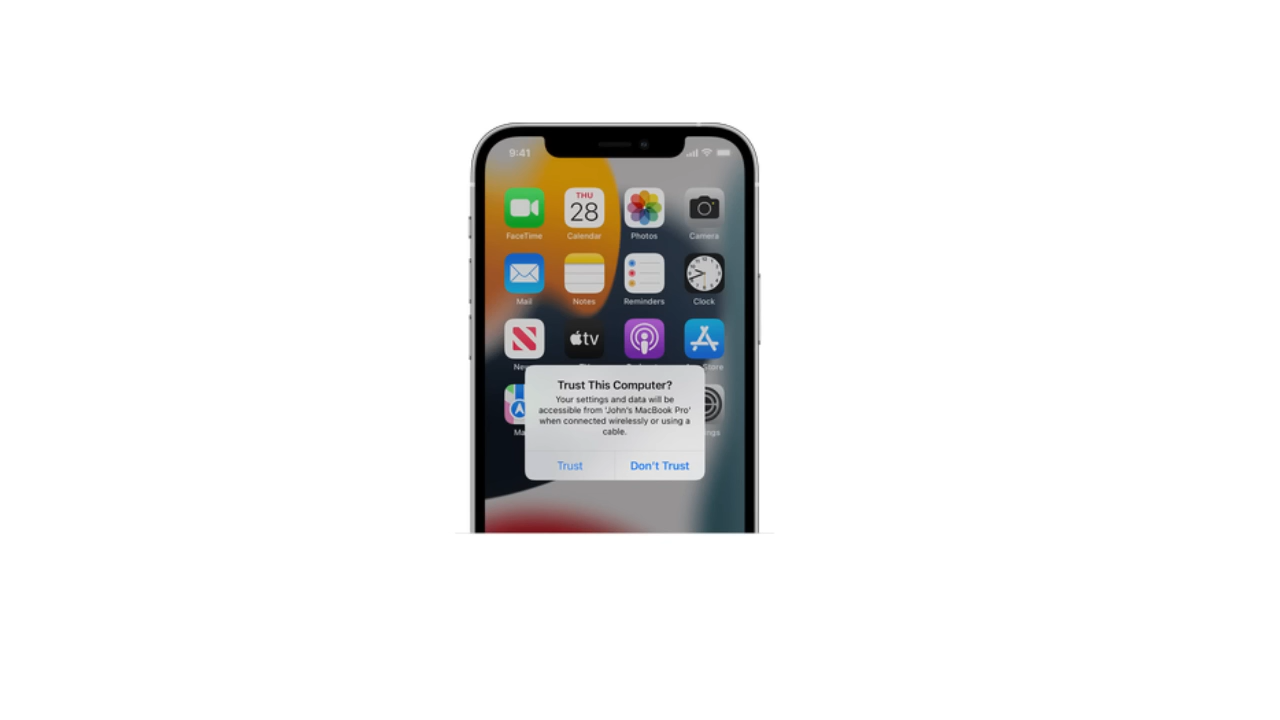 9:41
THU
28
FaceTime Calendar Photos Camera
Mail Notes Reminders Clock
tv
Trust This Computer?
Your settings and data will be
accessible from 'John's MacBook Pro'
when connected wirelessly or using a
cable.
Trust Don't Trust